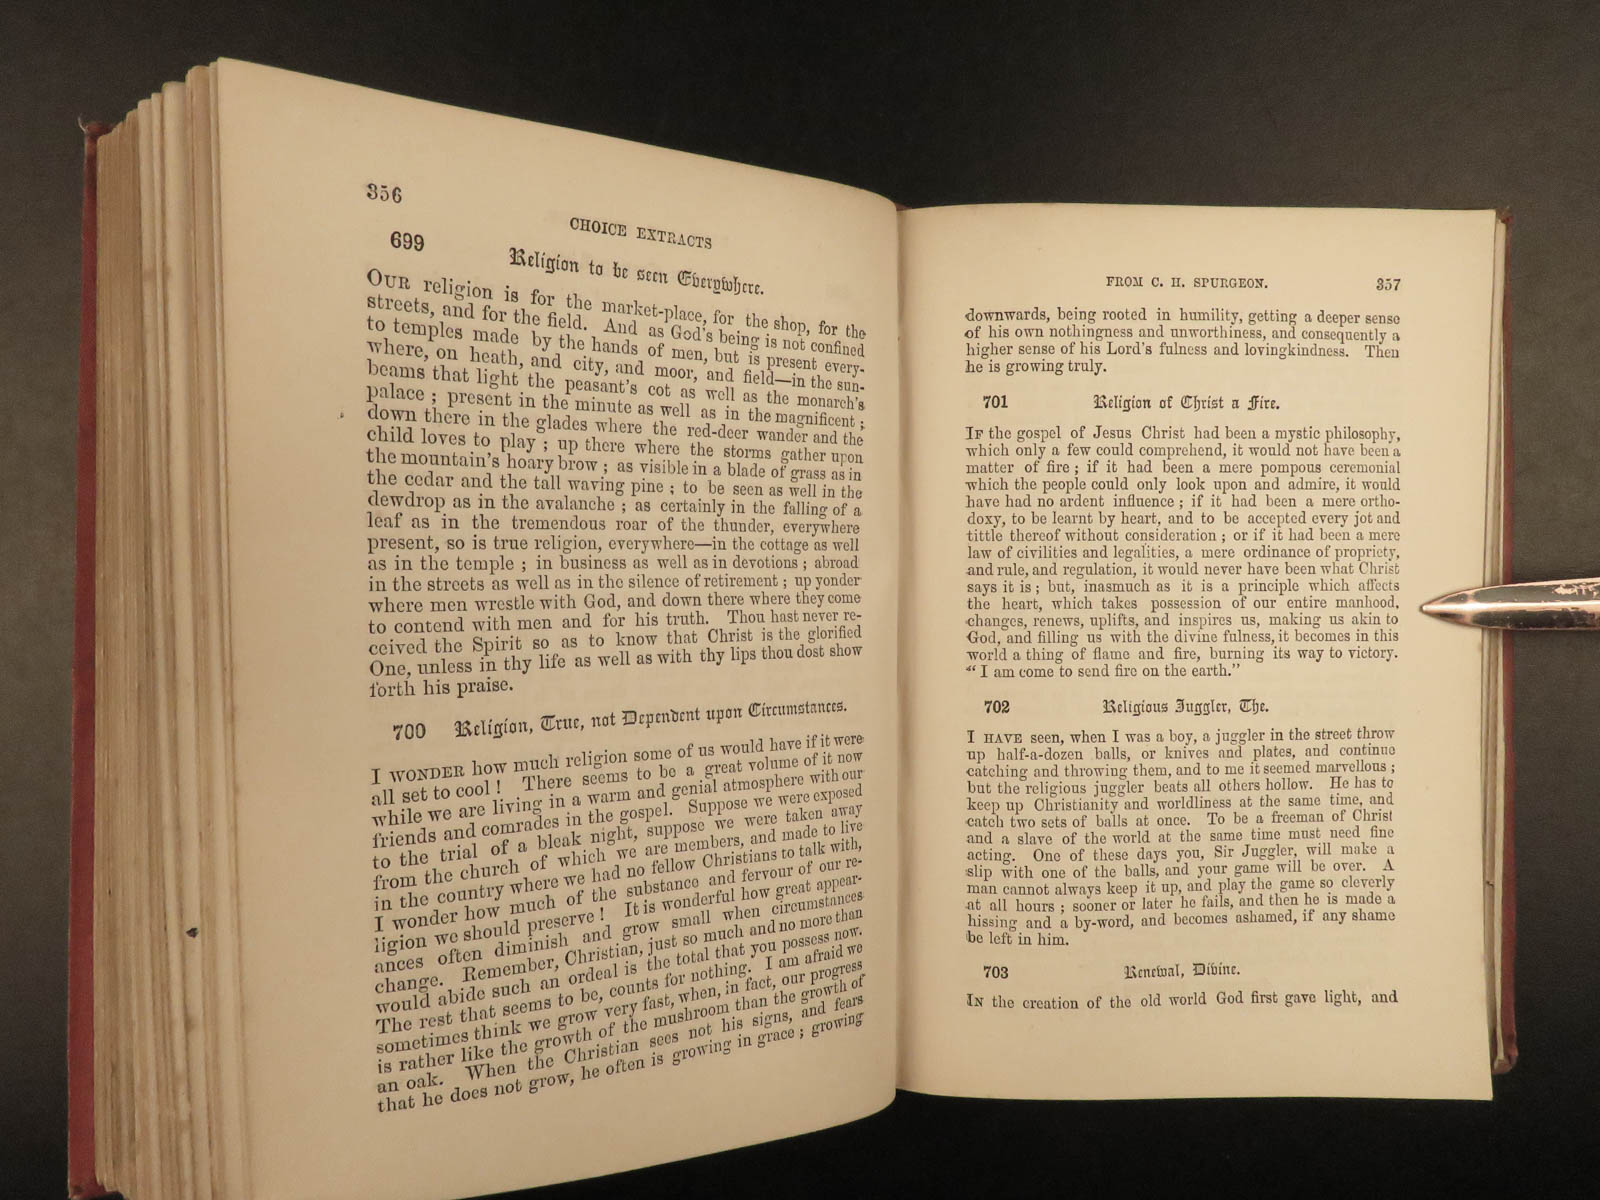 356
CHOICE EXTRACTS
699 Religion to be seen Everywhere.
OUR religion is for the market-place, for the shop, for the
streets, and for the field. And as God's being is not confined
to temples made by the hands of men, but is present every-
where, on heath, and city, and moor, and field—in the sun-
beams that light the peasant's cot as well as the monarch's
palace ; present in the minute as well as in the magnificent ;
down there in the glades where the red-deer wander and the
child loves to play ; up there where the storms gather upon
the mountain's hoary brow ; as visible in a blade of grass as in
the cedar and the tall waving pine ; to be seen as well in the
dewdrop as in the avalanche ; as certainly in the falling of a
leaf as in the tremendous roar of the thunder, everywhere
present, so is true religion, everywhere—in the cottage as well
as in the temple ; in business as well as in devotions ; abroad
in the streets as well as in the silence of retirement ; up yonder
where men wrestle with God, and down there where they come
to contend with men and for his truth. Thou hast never re-
ceived the Spirit so as to know that Christ is the glorified
One, unless in thy life as well as with thy lips thou dost show
forth his praise.
700 Religion, True, not Dependent upon Circumstances.
I WONDER how much religion some of us would have if it were
all set to cool ! There seems to be a great volume of it now
while we are living in a warm and genial atmosphere with our
friends and comrades in the gospel. Suppose we were exposed
to the trial of a bleak night, suppose we were taken away
from the church of which we are members, and made to live
in the country where we had no fellow Christians to talk with,
I wonder how much of the substance and fervour of our re-
ligion we should preserve ! It is wonderful how great appear-
ances often diminish and grow small when circumstances
change. Remember, Christian, just so much and no more than
would abide such an ordeal is the total that you possess now.
The rest that seems to be, counts for nothing. I am afraid we
sometimes think we grow very fast, when, in fact, our progress
is rather like the growth of the mushroom than the growth of
an oak. When the Christian sees not his signs, and fears
that he does not grow, he often is growing in grace ; growing
FROM C. H. SPURGEON. 357
downwards, being rooted in humility, getting a deeper sense
of his own nothingness and unworthiness, and consequently a
higher sense of his Lord's fulness and lovingkindness. Then
he is growing truly.
701 Religion of Christ a Fire.
IF the gospel of Jesus Christ had been a mystic philosophy,
which only a few could comprehend, it would not have been a
matter of fire ; if it had been a mere pompous ceremonial
which the people could only look upon and admire, it would
have had no ardent influence ; if it had been a mere ortho-
doxy, to be learnt by heart, and to be accepted every jot and
tittle thereof without consideration ; or if it had been a mere
law of civilities and legalities, a mere ordinance of propriety,
and rule, and regulation, it would never have been what Christ
says it is ; but, inasmuch as it is a principle which affects
the heart, which takes possession of our entire manhood,
changes, renews, uplifts, and inspires us, making us akin to
God, and filling us with the divine fulness, it becomes in this
world a thing of flame and fire, burning its way to victory.
“ I am come to send fire on the earth.”
702 Religious Juggler, The.
I HAVE seen, when I was a boy, a juggler in the street throw
up half-a-dozen balls, or knives and plates, and continue
catching and throwing them, and to me it seemed marvellous ;
but the religious juggler beats all others hollow. He has to
keep up Christianity and worldliness at the same time, and
catch two sets of balls at once. To be a freeman of Christ
and a slave of the world at the same time must need fine
acting. One of these days you, Sir Juggler, will make a
slip with one of the balls, and your game will be over. A
man cannot always keep it up, and play the game so cleverly
at all hours ; sooner or later he fails, and then he is made a
hissing and a by-word, and becomes ashamed, if any shame
be left in him.
703 Renewal, Divine.
IN the creation of the old world God first gave light, and